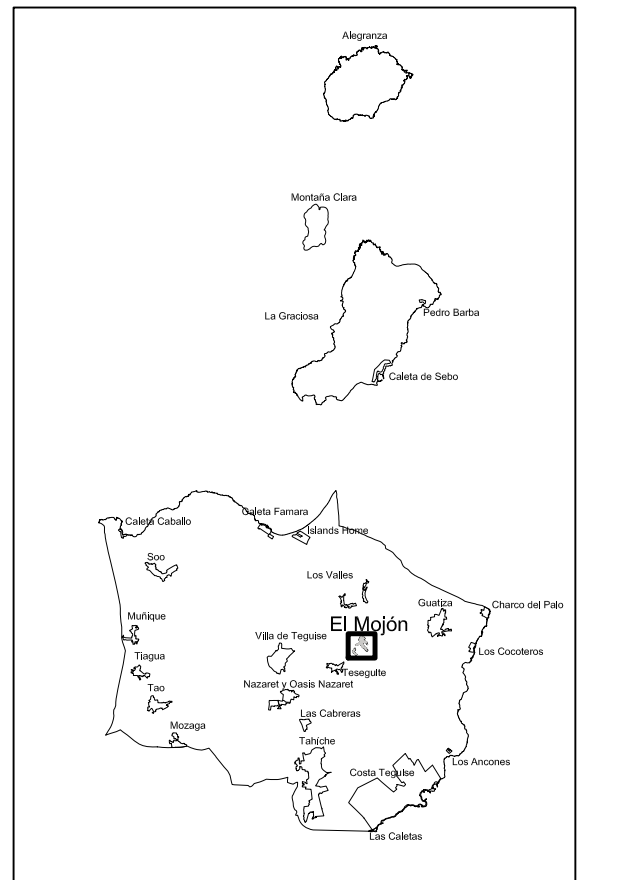 Alegranza
Montaña Clara
La Graciosa
Pedro Barba
Caleta de Sebo
Caleta Famara
Caleta Caballo
Islands Home
Soo
Los Valles
Guatiza
Charco del Palo
Muñique
El Mojón
Villa de Teguise
Los Cocoteros
Tiagua
Teseguite
Nazaret y Oasis Nazaret
Tao
Las Cabreras
Mozaga
Tahíche
Los Ancones
Costa Teguise
Las Caletas